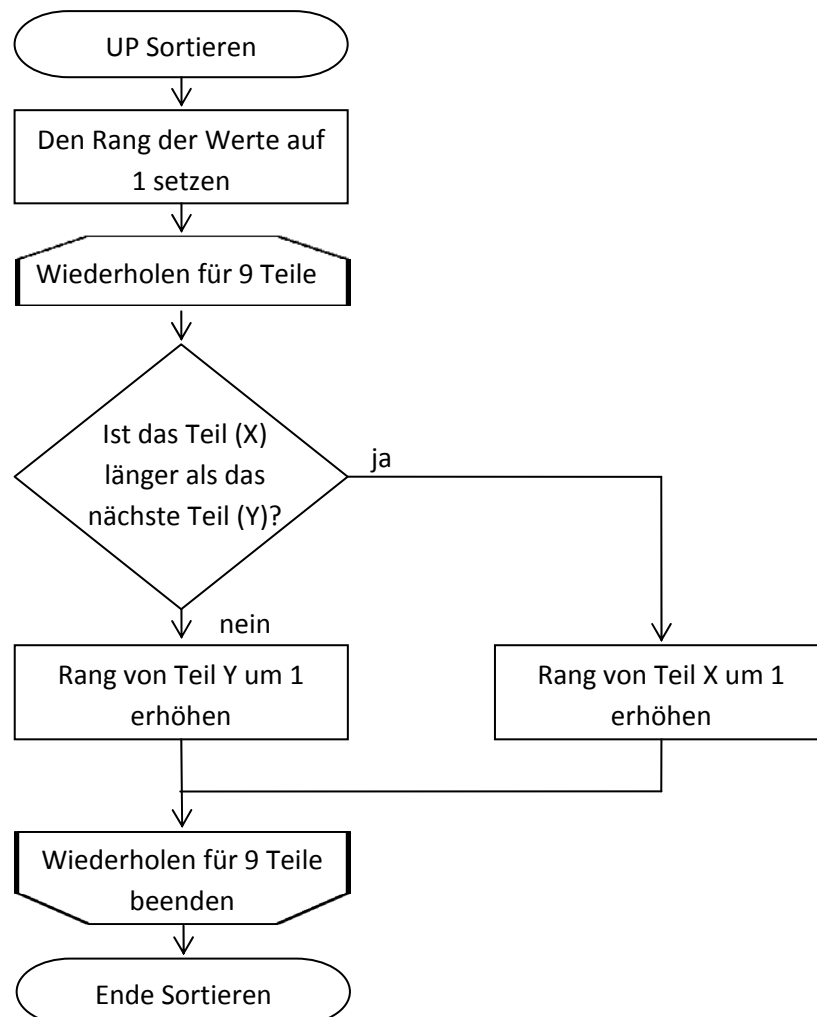 UP Sortieren
Den Rang der Werte auf
1 setzen
Wiederholen für 9 Teile
Ist das Teil (X)
länger als das
nächste Teil (Y)?
ja
nein
Rang von Teil Y um 1
erhöhen
Rang von Teil X um 1
erhöhen
Wiederholen für 9 Teile
beenden
Ende Sortieren